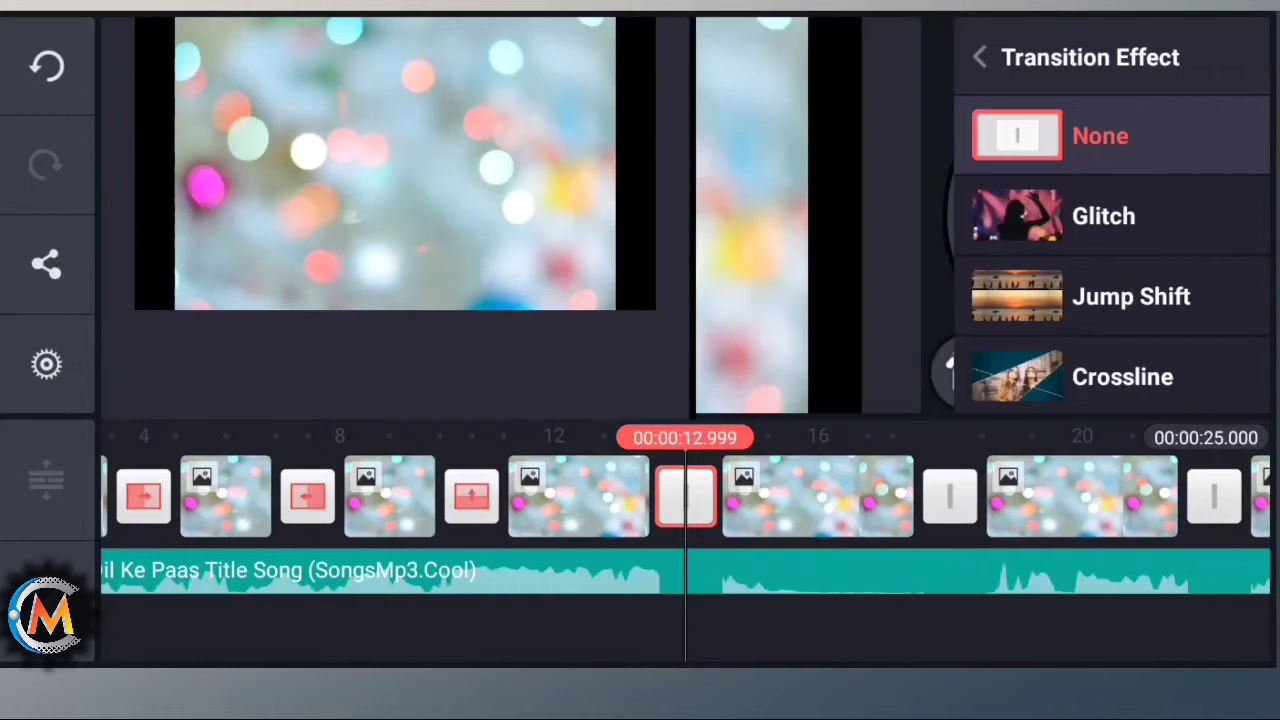 Transition Effect
None
Glitch
Jump Shift
Crossline
4
8
12
00:00:12.999
16
20
00:00:25.000
il Ke Paas Title Song (SongsMp3.Cool)
CM